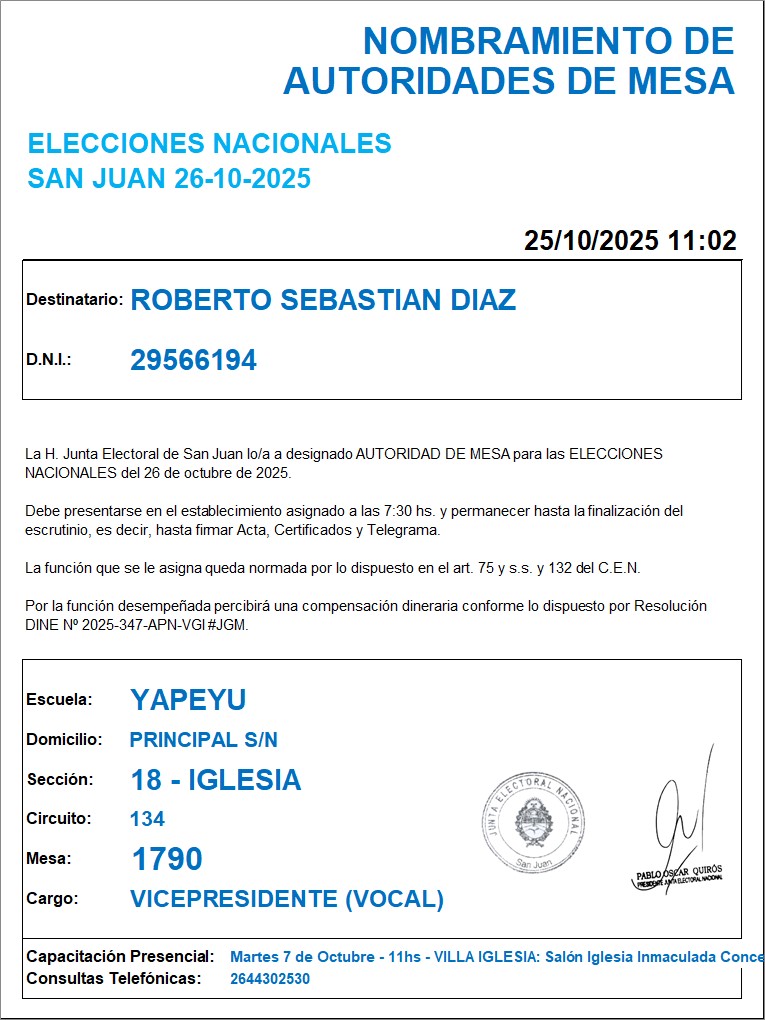 NOMBRAMIENTO DE
AUTORIDADES DE MESA
ELECCIONES NACIONALES
SAN JUAN 26-10-2025
25/10/2025 11:02
Destinatario: ROBERTO SEBASTIAN DIAZ
D.N.I.: 29566194
La H. Junta Electoral de San Juan lo/a a designado AUTORIDAD DE MESA para las ELECCIONES
NACIONALES del 26 de octubre de 2025.
Debe presentarse en el establecimiento asignado a las 7:30 hs. y permanecer hasta la finalización del
escrutinio, es decir, hasta firmar Acta, Certificados y Telegrama.
La función que se le asigna queda normada por lo dispuesto en el art. 75 y s.s. y 132 del C.E.N.
Por la función desempeñada percibirá una compensación dineraria conforme lo dispuesto por Resolución
DINE Nº 2025-347-APN-VGI#JGM.
Escuela: YAPEYU
Domicilio: PRINCIPAL S/N
Sección: 18 - IGLESIA
Circuito: 134
Mesa: 1790
Cargo: VICEPRESIDENTE (VOCAL)
JUNTA ELECTORAL NACIONAL
San Juan
PABLO OSCAR QUIRÓS
PRESIDENTE JUNTA ELECTORAL NACIONAL
Capacitación Presencial: Martes 7 de Octubre - 11hs - VILLA IGLESIA: Salón Iglesia Inmaculada Conce
Consultas Telefónicas: 2644302530